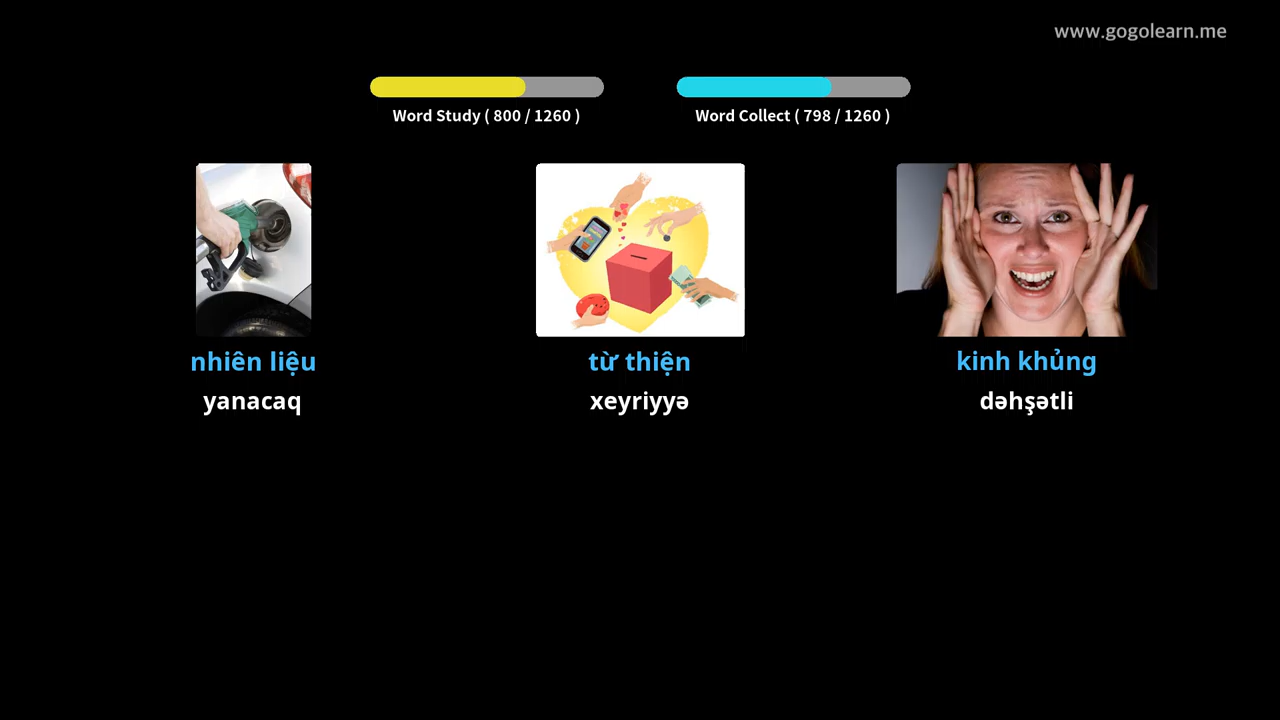 www.gogolearn.me
Word Study ( 800 / 1260 )
Word Collect ( 798 / 1260 )
nhiên liệu
yanacaq
từ thiện
xeyriyyə
kinh khủng
dəhşətli